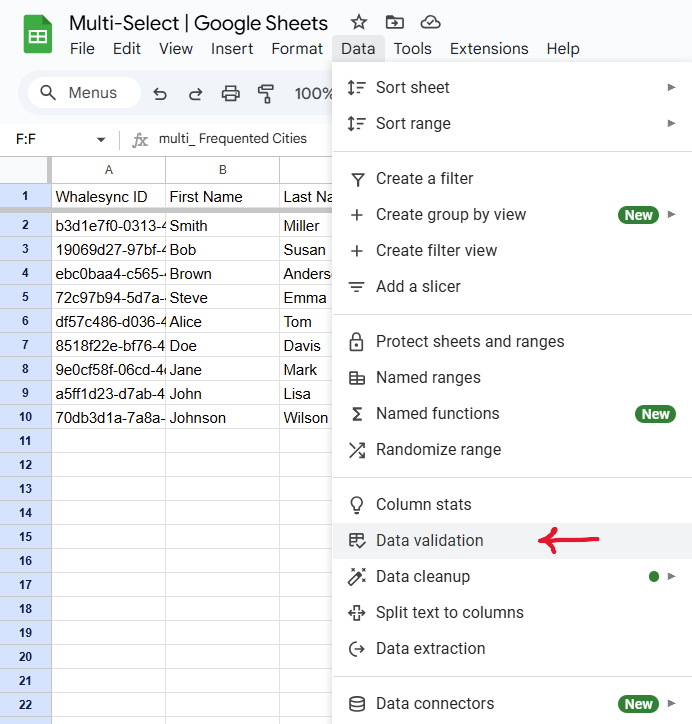 Multi-Select | Google Sheets
File Edit View Insert Format Data Tools Extensions Help
Menus 100%
F:F fx multi_ Frequented Cities
A B
1 Whalesync ID First Name Last Na
2 b3d1e7f0-0313-4 Smith Miller
3 19069d27-97bf-4 Bob Susan
4 ebc0baa4-c565- Brown Anders
5 72c97b94-5d7a- Steve Emma
6 df57c486-d036-4 Alice Tom
7 8518f22e-bf76-4 Doe Davis
8 9e0cf58f-06cd-4 Jane Mark
9 a5ff1d23-d7ab-4 John Lisa
10 70db3d1a-7a8a- Johnson Wilson
11
12
13
14
15
16
17
18
19
20
21
22
Sort sheet
Sort range
Create a filter
Create group by view New
Create filter view
Add a slicer
Protect sheets and ranges
Named ranges
Named functions New
Randomize range
Column stats
Data validation
Data cleanup
Split text to columns
Data extraction
Data connectors New